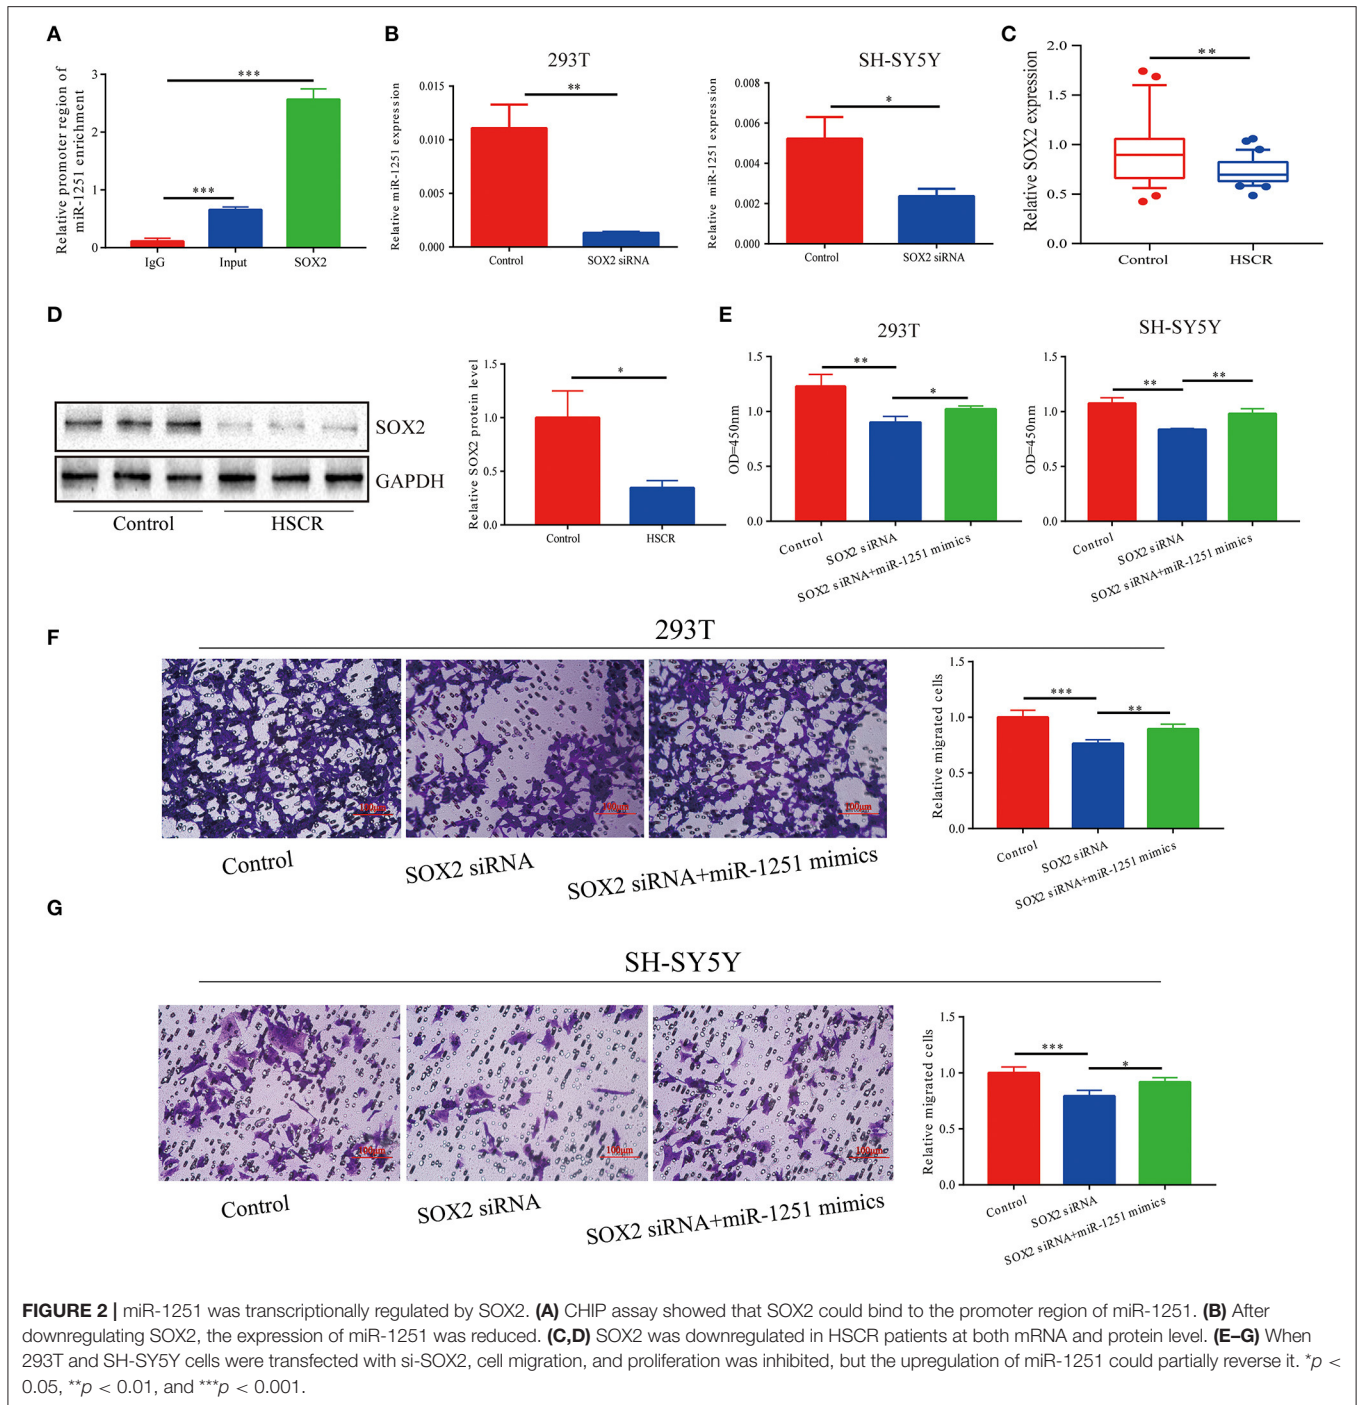 A
Relative promoter region of
miR-1251 enrichment
3
2
1
0
***
***
IgG
Input
SOX2
B
293T
Relative miR-1251 expression
0.015
0.010
0.005
0.000
**
Control
SOX2 siRNA
SH-SY5Y
Relative miR-1251 expression
0.008
0.006
0.004
0.002
0.000
*
Control
SOX2 siRNA
C
Relative SOX2 expression
2.0
1.5
1.0
0.5
0.0
**
Control
HSCR
D
SOX2
GAPDH
Control
HSCR
Relative SOX2 protein level
1.5
1.0
0.5
0.0
*
Control
HSCR
E
293T
OD=450nm
1.5
1.0
0.5
0.0
**
*
Control
SOX2 siRNA
SOX2 siRNA+miR-1251 mimics
SH-SY5Y
OD=450nm
1.5
1.0
0.5
0.0
**
**
Control
SOX2 siRNA
SOX2 siRNA+miR-1251 mimics
F
293T
100μm
100μm
100μm
Control
SOX2 siRNA
SOX2 siRNA+miR-1251 mimics
Relative migrated cells
1.5
1.0
0.5
0.0
***
**
Control
SOX2 siRNA
SOX2 siRNA+miR-1251 mimics
G
SH-SY5Y
100μm
100μm
100μm
Control
SOX2 siRNA
SOX2 siRNA+miR-1251 mimics
Relative migrated cells
1.5
1.0
0.5
0.0
***
*
Control
SOX2 siRNA
SOX2 siRNA+miR-1251 mimics
FIGURE 2 | miR-1251 was transcriptionally regulated by SOX2. (A) CHIP assay showed that SOX2 could bind to the promoter region of miR-1251. (B) After
downregulating SOX2, the expression of miR-1251 was reduced. (C,D) SOX2 was downregulated in HSCR patients at both mRNA and protein level. (E–G) When
293T and SH-SY5Y cells were transfected with si-SOX2, cell migration, and proliferation was inhibited, but the upregulation of miR-1251 could partially reverse it. *p <
0.05, **p < 0.01, and ***p < 0.001.